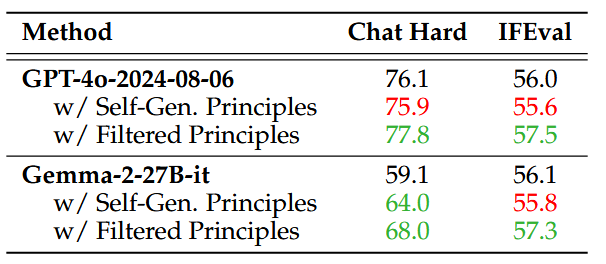 Method Chat Hard IFEval
GPT-4o-2024-08-06 76.1 56.0
w/ Self-Gen. Principles 75.9 55.6
w/ Filtered Principles 77.8 57.5
Gemma-2-27B-it 59.1 56.1
w/ Self-Gen. Principles 64.0 55.8
w/ Filtered Principles 68.0 57.3